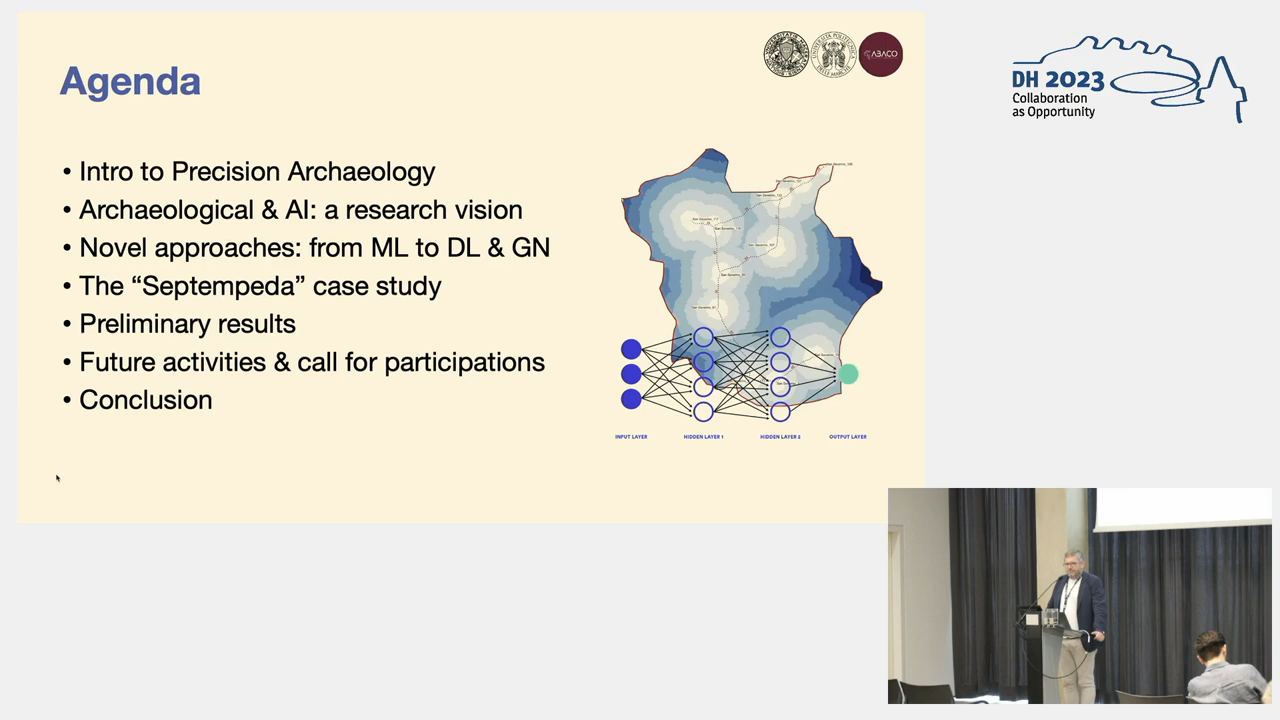 Agenda
• Intro to Precision Archaeology
• Archaeological & AI: a research vision
• Novel approaches: from ML to DL & GN
• The “Septempeda” case study
• Preliminary results
• Future activities & call for participations
• Conclusion
ABACO
INPUT LAYER
HIDDEN LAYER 1
HIDDEN LAYER 2
OUTPUT LAYER
DH 2023
Collaboration
as Opportunity